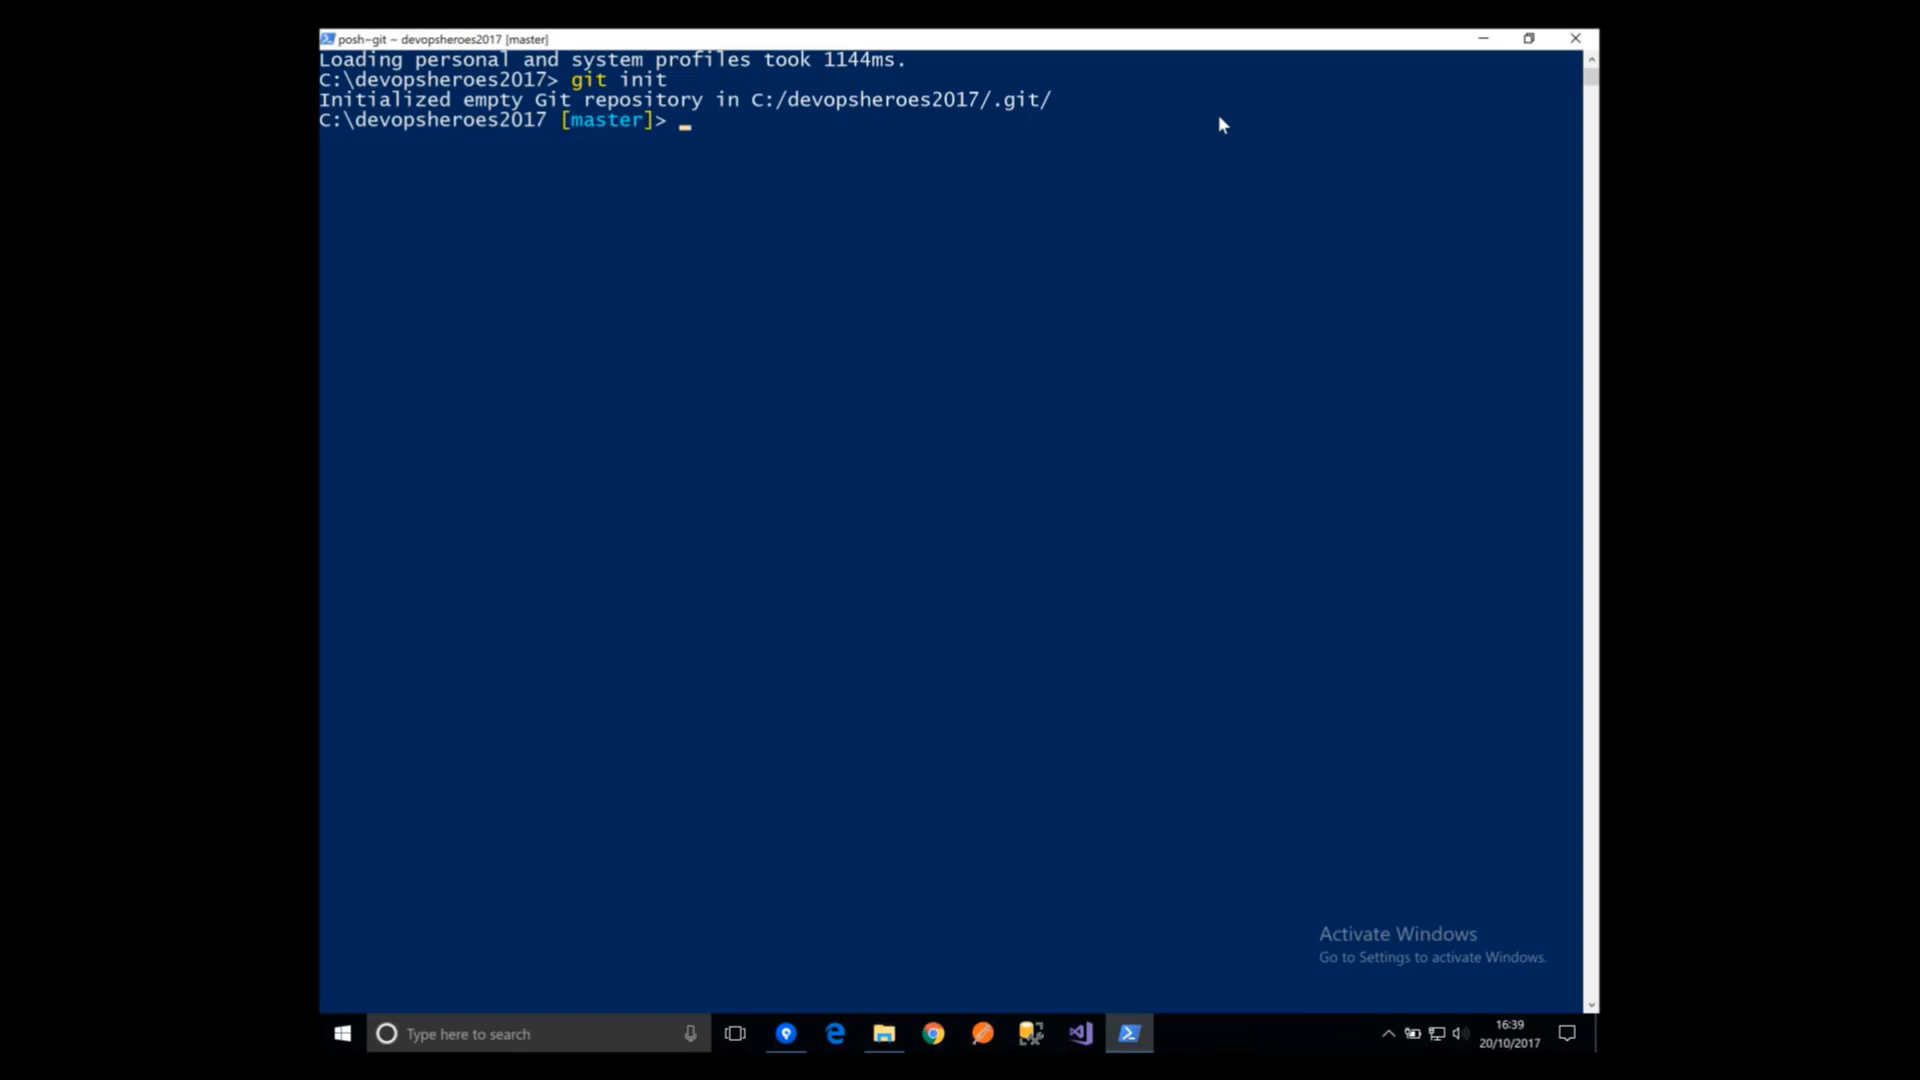 posh~git ~ devopsheroes2017 [master]
Loading personal and system profiles took 1144ms.
C:\devopsheroes2017> git init
Initialized empty Git repository in C:/devopsheroes2017/.git/
C:\devopsheroes2017 [master]>
Activate Windows
Go to Settings to activate Windows.
Type here to search
16:39
20/10/2017